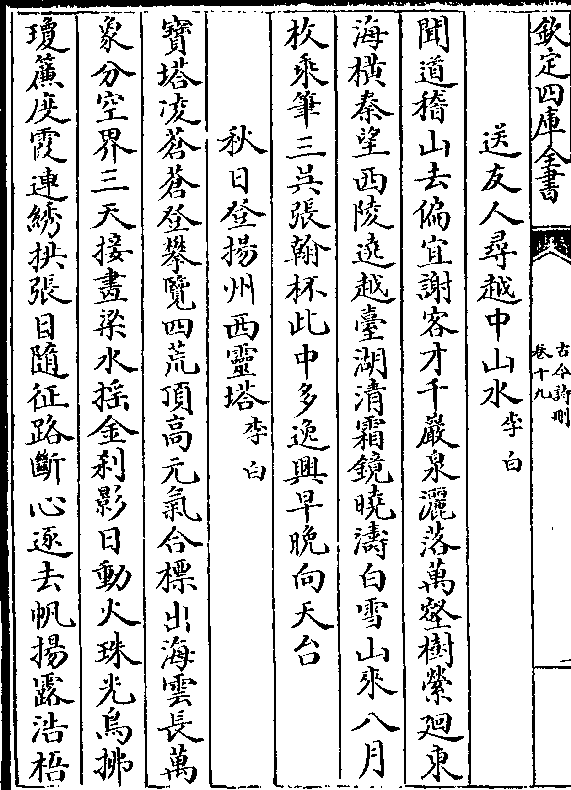 欽定四庫全書
古今詩刪
卷十九
送友人尋越中山水李白
聞道稽山去偏宜謝客才千巖泉灑落萬壑樹縈廻東
海横秦望西陵遶越臺湖清霜鏡曉濤白雪山來八月
枚乘筆三吳張翰杯此中多逸興早晚向天台
秋日登揚州西靈塔李白
寶塔凌蒼蒼登攀覽四荒頂高元氣合標出海雲長萬
象分空界三天接畫梁水揺金刹影日動火珠光鳥拂
瓊簾度霞連綉拱張目隨征路斷心逐去帆揚露浩梧